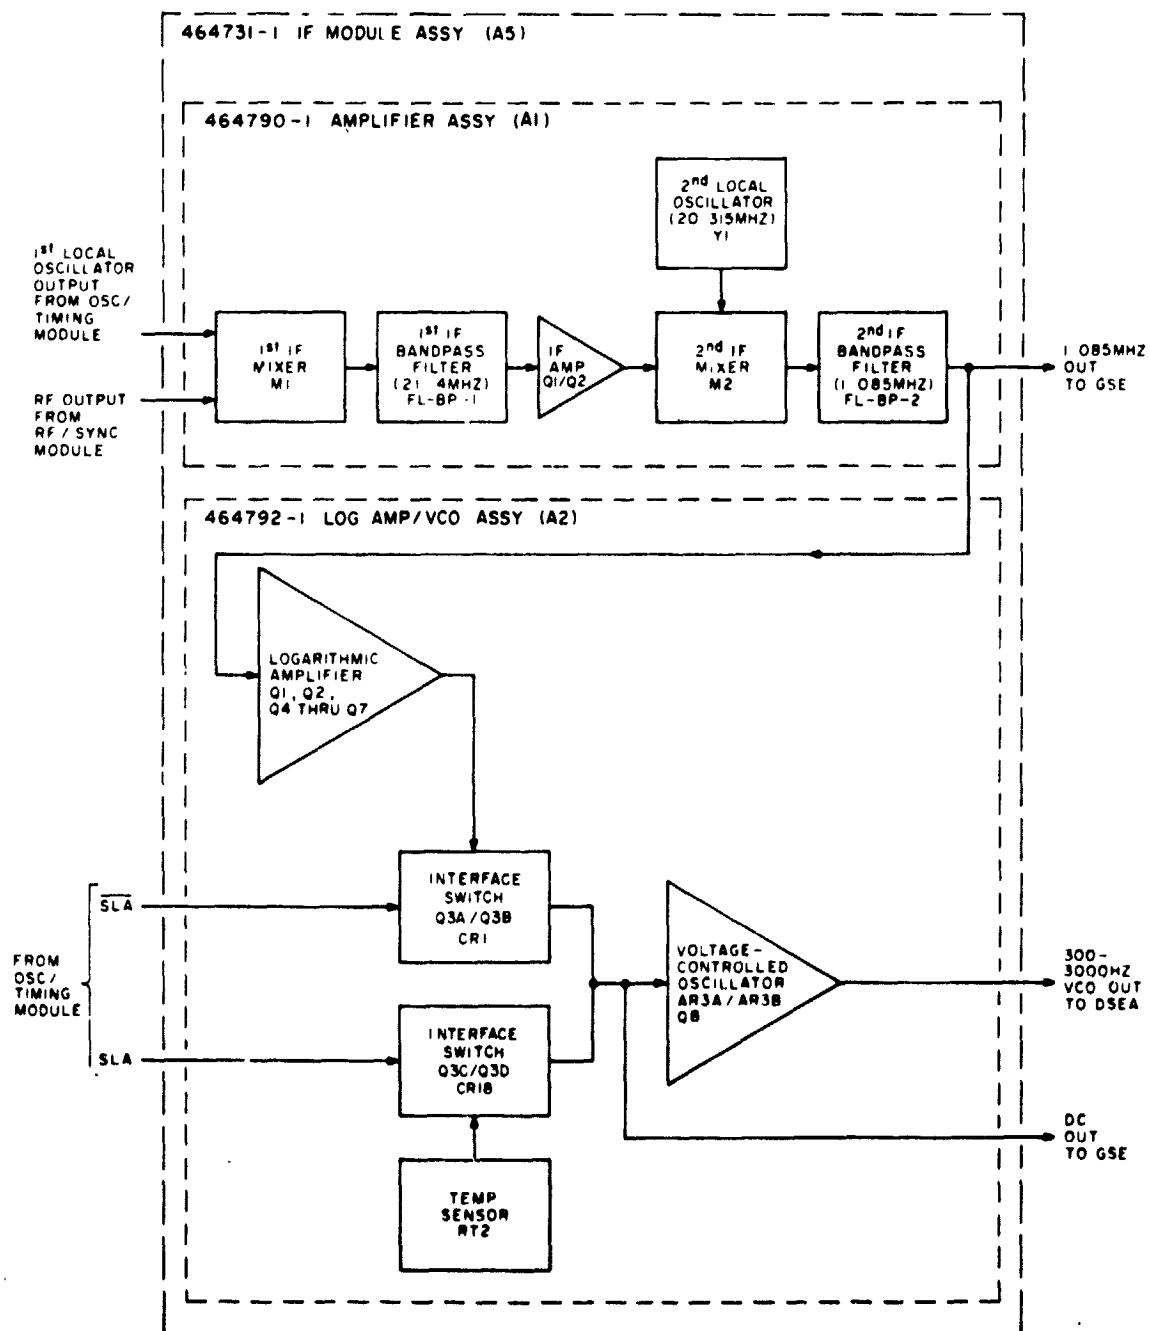 464731-1 IF MODULE ASSY (A5)
464790-1 AMPLIFIER ASSY (A1)
2nd LOCAL
OSCILLATOR
(20 315MHZ)
Y1
1st LOCAL
OSCILLATOR
OUTPUT
FROM OSC/
TIMING
MODULE
RF OUTPUT
FROM
RF/SYNC
MODULE
1st IF
MIXER
M1
1st IF
BANDPASS
FILTER
(21 4MHZ)
FL-BP-1
IF
AMP
Q1/Q2
2nd IF
MIXER
M2
2nd IF
BANDPASS
FILTER
(1 085MHZ)
FL-BP-2
1 085MHZ
OUT
TO GSE
464792-1 LOG AMP/VCO ASSY (A2)
LOGARITHMIC
AMPLIFIER
Q1, Q2,
Q4 THRU Q7
FROM
OSC/
TIMING
MODULE
SLA
SLA
INTERFACE
SWITCH
Q3A/Q3B
CR1
INTERFACE
SWITCH
Q3C/Q3D
CR18
TEMP
SENSOR
RT2
VOLTAGE-
CONTROLLED
OSCILLATOR
AR3A/AR3B
Q8
300-
3000HZ
VCO OUT
TO DSEA
DC
OUT
TO GSE